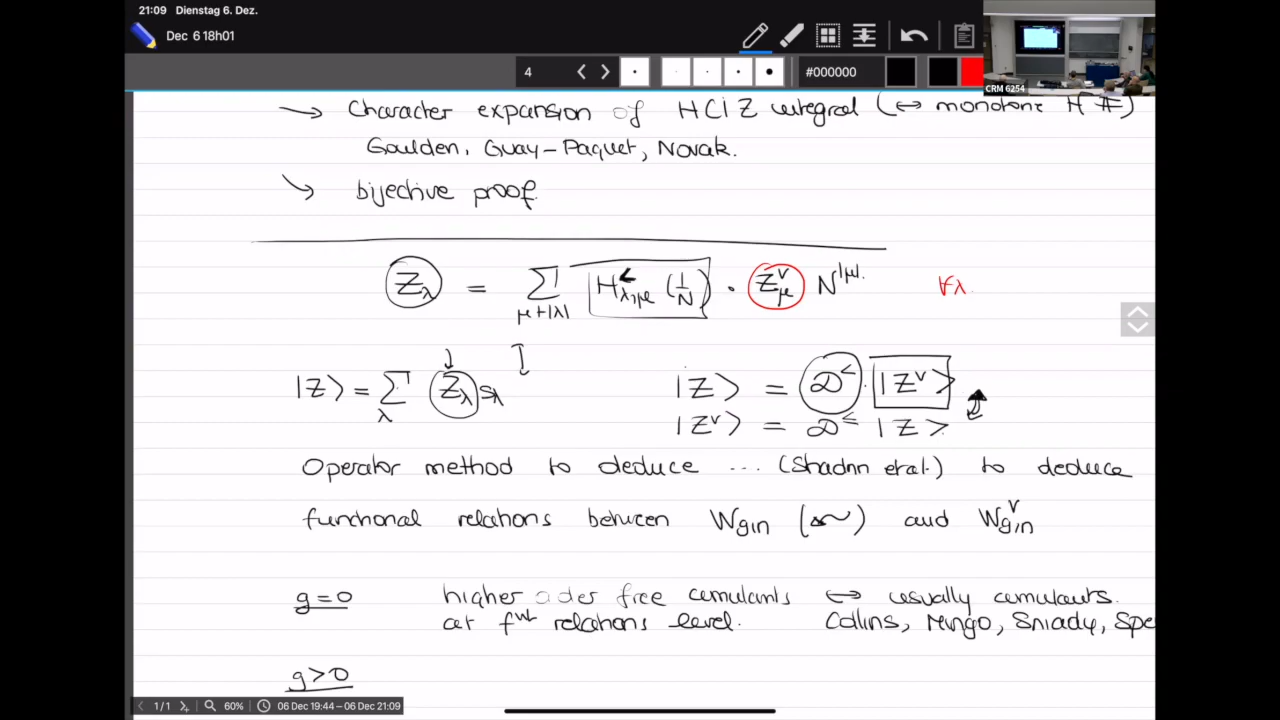 21:09 Dienstag 6. Dez.
Dec 6 18h01
4
#000000
CRM 6254
→ Character expansion of HCIZ integral (↔ monotone H#)
Goulden, Guay-Paquet, Novak.
↘ bijective proof
Z_λ = Σ_{μ⊢|λ|} H^<_{λ,μ} (1/N) · Z^v_μ N^{|μ|} ∀λ.
|Z⟩ = Σ_λ Z_λ s_λ |Z⟩ = D^< · |Z^v⟩
|Z^v⟩ = D^≤ |Z⟩
Operator method to deduce ... (Shadrin et al.) to deduce
functional relations between W_{g,n} and W^v_{g,n}
g=0 higher order free cumulants ↔ usually cumulants.
at f^{nal} relations level. Collins, Mingo, Sniady, Spe
g>0
1/1 60% 06 Dec 19:44 – 06 Dec 21:09